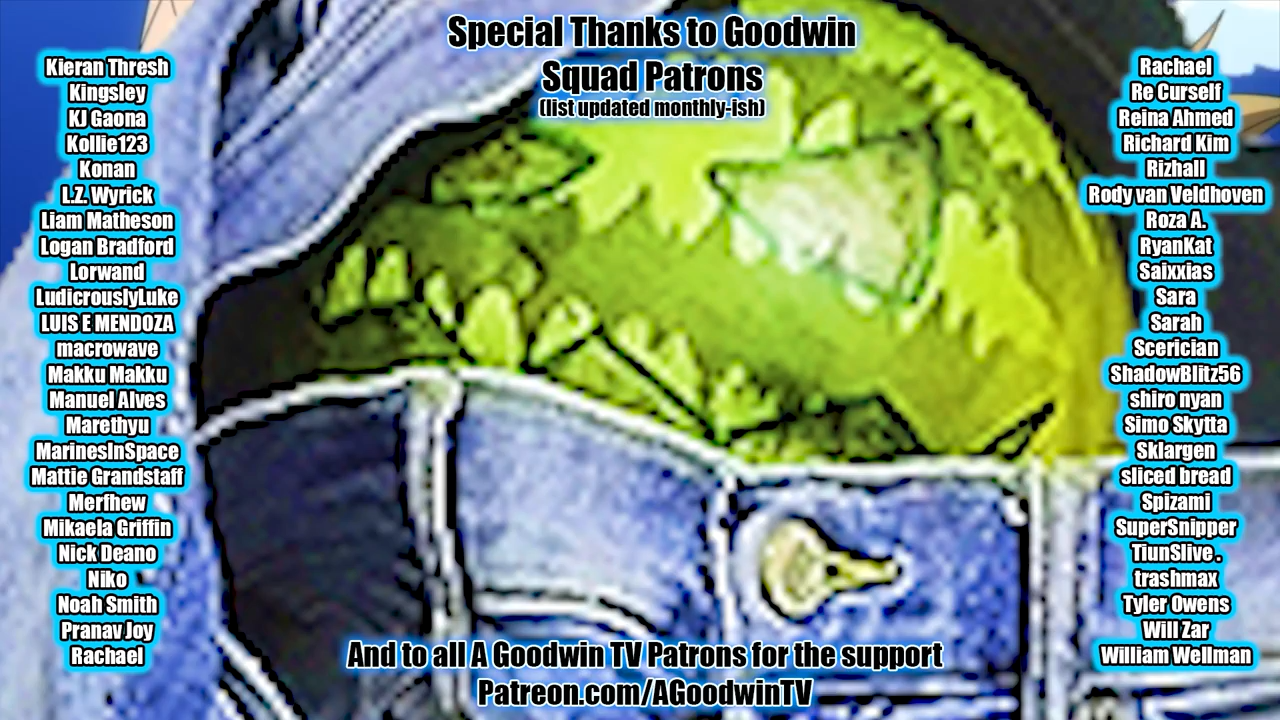 Special Thanks to Goodwin
Squad Patrons
(list updated monthly-ish)
Kieran Thresh
Kingsley
KJ Gaona
Kollie123
Konan
L.Z. Wyrick
Liam Matheson
Logan Bradford
Lorwand
LudicrouslyLuke
LUIS E MENDOZA
macrowave
Makku Makku
Manuel Alves
Marethyu
MarinesInSpace
Mattie Grandstaff
Merfhew
Mikaela Griffin
Nick Deano
Niko
Noah Smith
Pranav Joy
Rachael
Rachael
Re Curself
Reina Ahmed
Richard Kim
Rizhall
Rody van Veldhoven
Roza A.
RyanKat
Saixxias
Sara
Sarah
Scerician
ShadowBlitz56
shiro nyan
Simo Skytta
Sklargen
sliced bread
Spizami
SuperSnipper
TiunSlive .
trashmax
Tyler Owens
Will Zar
William Wellman
And to all A Goodwin TV Patrons for the support
Patreon.com/AGoodwinTV